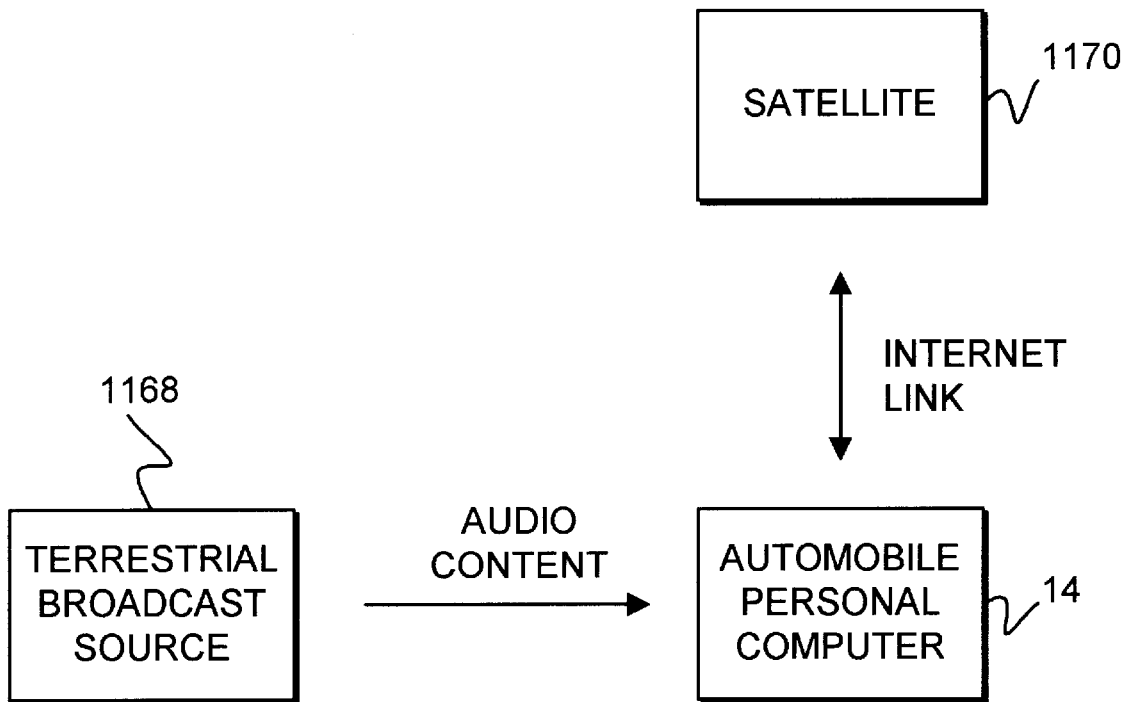 SATELLITE
1170
INTERNET
LINK
1168
TERRESTRIAL
BROADCAST
SOURCE
AUDIO
CONTENT
AUTOMOBILE
PERSONAL
COMPUTER
14